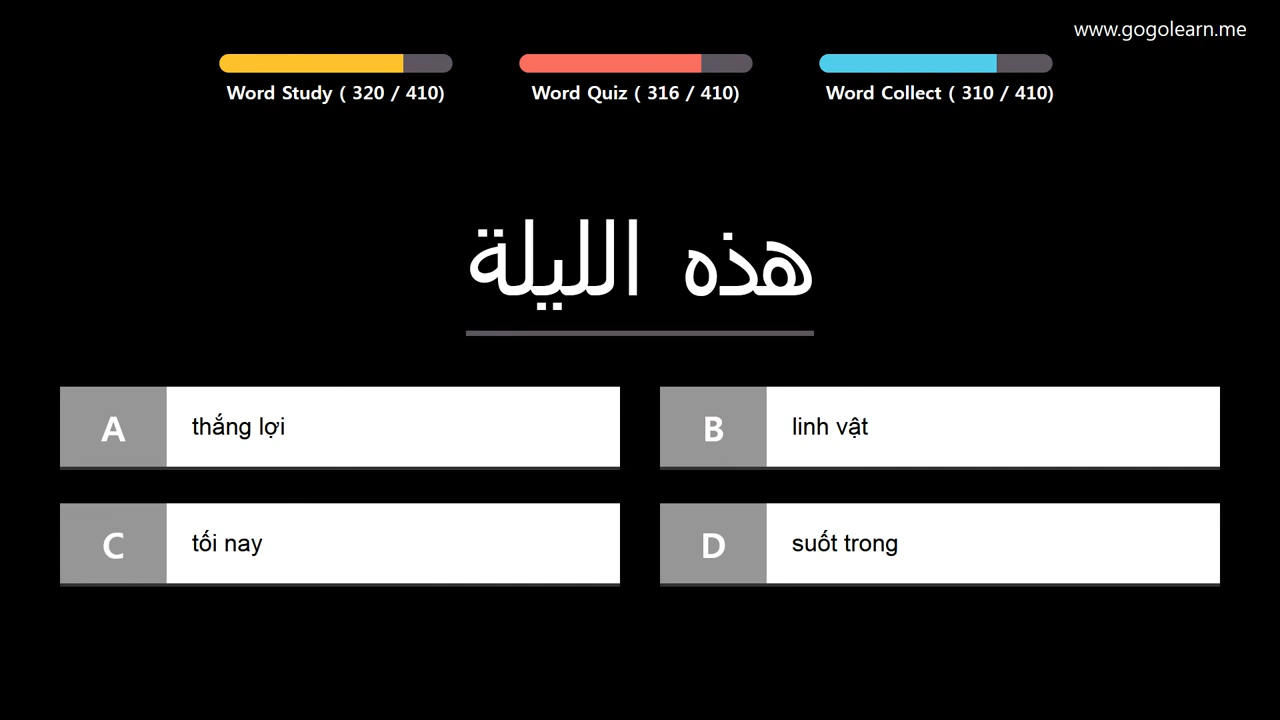 www.gogolearn.me
Word Study ( 320 / 410)
Word Quiz ( 316 / 410)
Word Collect ( 310 / 410)
هذه الليلة
A thắng lợi
B linh vật
C tối nay
D suốt trong